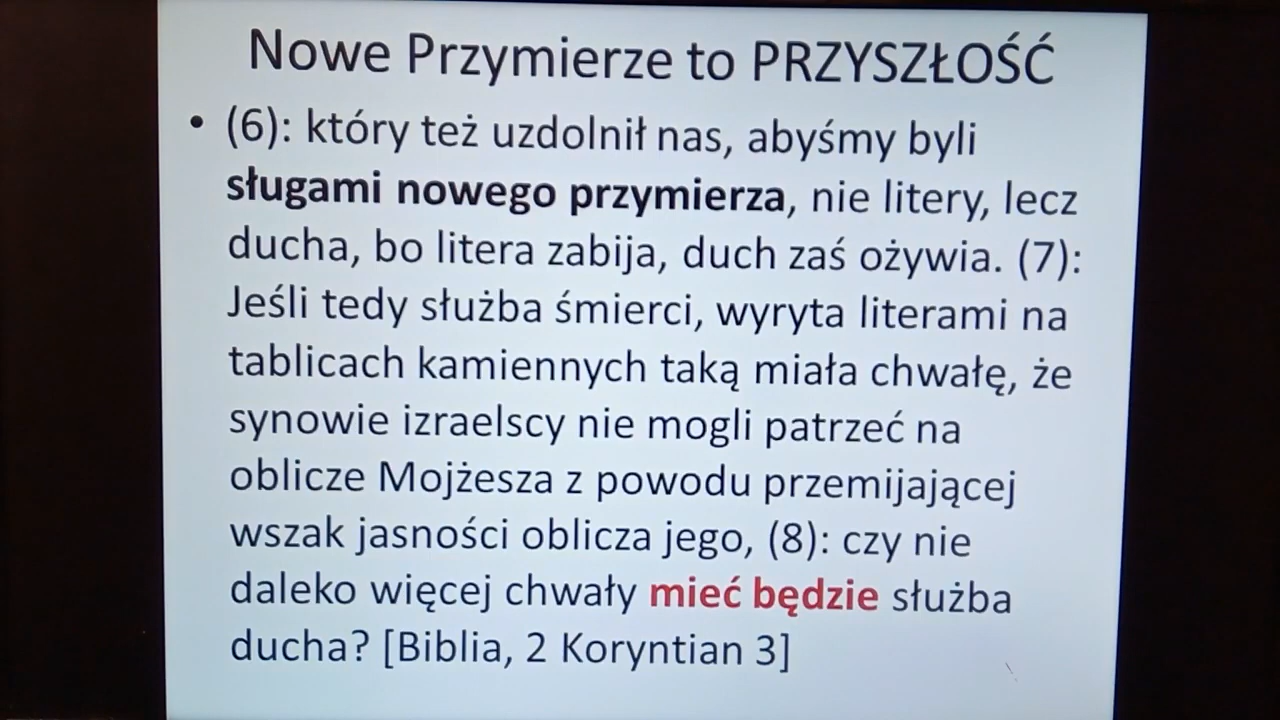 Nowe Przymierze to PRZYSZŁOŚĆ
• (6): który też uzdolnił nas, abyśmy byli
sługami nowego przymierza, nie litery, lecz
ducha, bo litera zabija, duch zaś ożywia. (7):
Jeśli tedy służba śmierci, wyryta literami na
tablicach kamiennych taką miała chwałę, że
synowie izraelscy nie mogli patrzeć na
oblicze Mojżesza z powodu przemijającej
wszak jasności oblicza jego, (8): czy nie
daleko więcej chwały mieć będzie służba
ducha? [Biblia, 2 Koryntian 3]